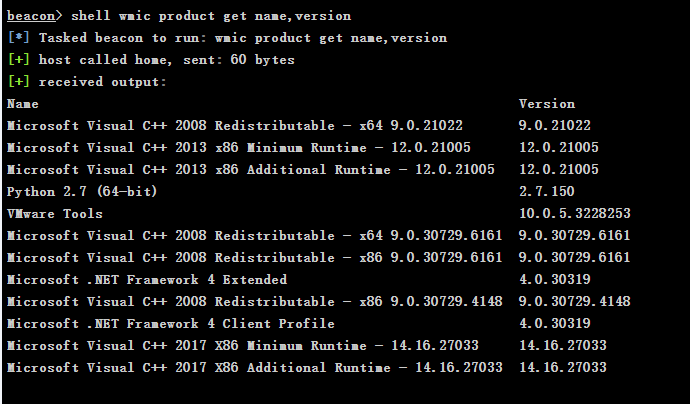 beacon> shell wmic product get name,version
[*] Tasked beacon to run: wmic product get name,version
[+] host called home, sent: 60 bytes
[+] received output:
Name Version
Microsoft Visual C++ 2008 Redistributable - x64 9.0.21022 9.0.21022
Microsoft Visual C++ 2013 x86 Minimum Runtime - 12.0.21005 12.0.21005
Microsoft Visual C++ 2013 x86 Additional Runtime - 12.0.21005 12.0.21005
Python 2.7 (64-bit) 2.7.150
VMware Tools 10.0.5.3228253
Microsoft Visual C++ 2008 Redistributable - x64 9.0.30729.6161 9.0.30729.6161
Microsoft Visual C++ 2008 Redistributable - x86 9.0.30729.6161 9.0.30729.6161
Microsoft .NET Framework 4 Extended 4.0.30319
Microsoft Visual C++ 2008 Redistributable - x86 9.0.30729.4148 9.0.30729.4148
Microsoft .NET Framework 4 Client Profile 4.0.30319
Microsoft Visual C++ 2017 X86 Minimum Runtime - 14.16.27033 14.16.27033
Microsoft Visual C++ 2017 X86 Additional Runtime - 14.16.27033 14.16.27033